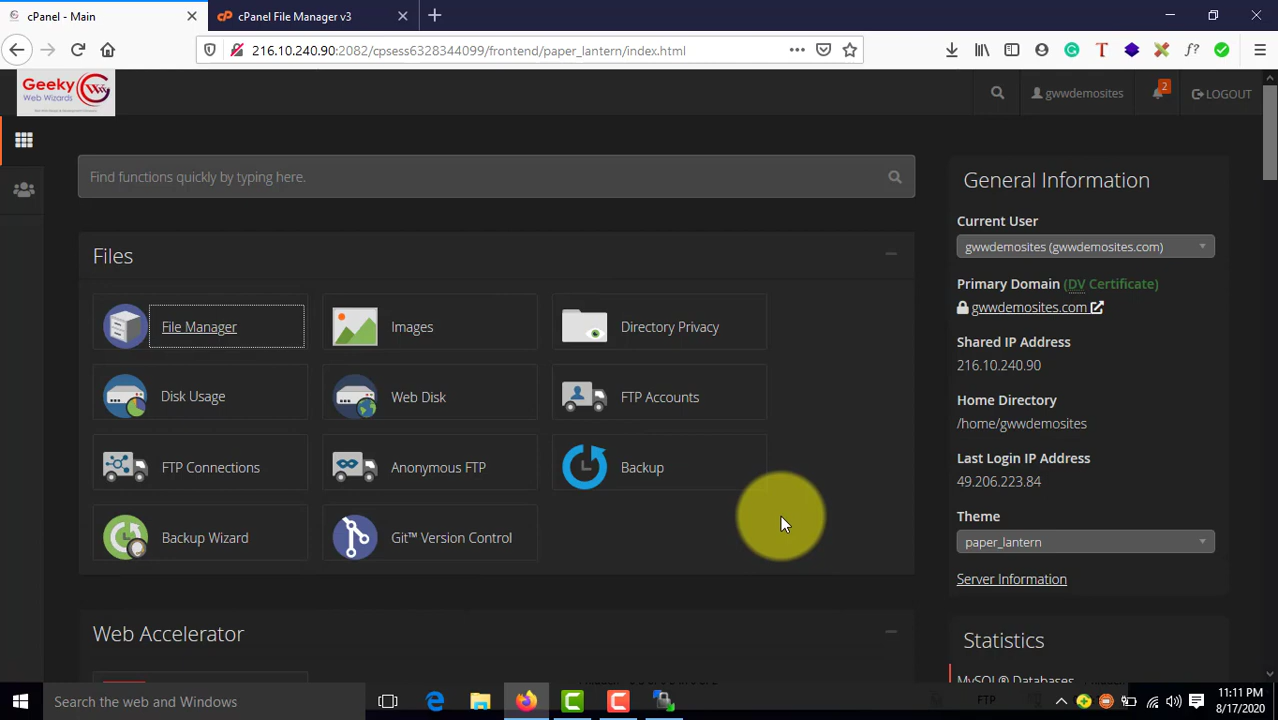 cPanel - Main
cPanel File Manager v3
216.10.240.90:2082/cpsess6328344099/frontend/paper_lantern/index.html
Geeky
Web Wizards
gwwdemosites
2
LOGOUT
Find functions quickly by typing here.
Files
File Manager
Images
Directory Privacy
Disk Usage
Web Disk
FTP Accounts
FTP Connections
Anonymous FTP
Backup
Backup Wizard
Git™ Version Control
Web Accelerator
General Information
Current User
gwwdemosites (gwwdemosites.com)
Primary Domain (DV Certificate)
gwwdemosites.com
Shared IP Address
216.10.240.90
Home Directory
/home/gwwdemosites
Last Login IP Address
49.206.223.84
Theme
paper_lantern
Server Information
Statistics
MySQL® Databases
Search the web and Windows
FTP
11:11 PM
8/17/2020